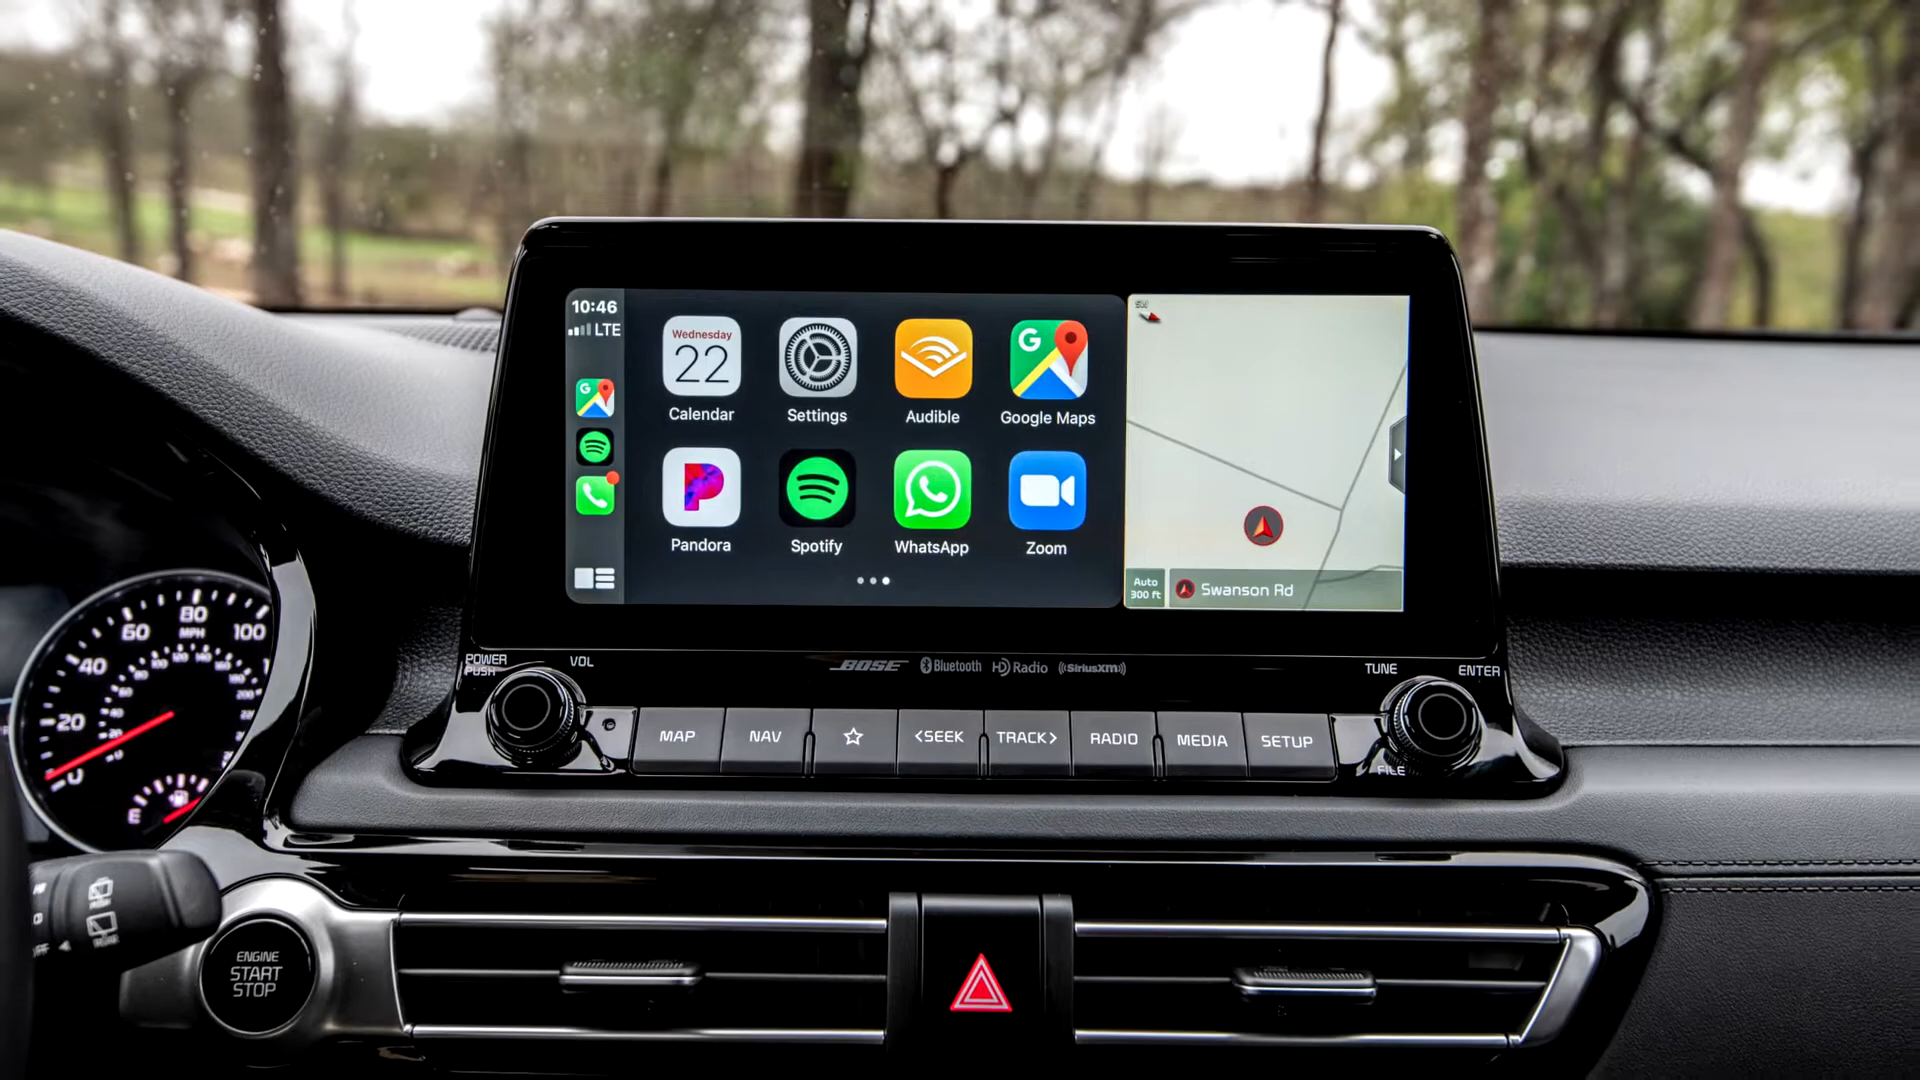 10:46
LTE
Wednesday
22
Calendar
Settings
Audible
G
Google Maps
Pandora
Spotify
WhatsApp
Zoom
Auto
300 ft
Swanson Rd
POWER
PUSH
VOL
BOSE
Bluetooth
HD Radio
((SiriusXM))
TUNE
ENTER
MAP
NAV
☆
<SEEK
TRACK>
RADIO
MEDIA
SETUP
FILE
0
20
40
60
80
100
MPH
E
ENGINE
START
STOP